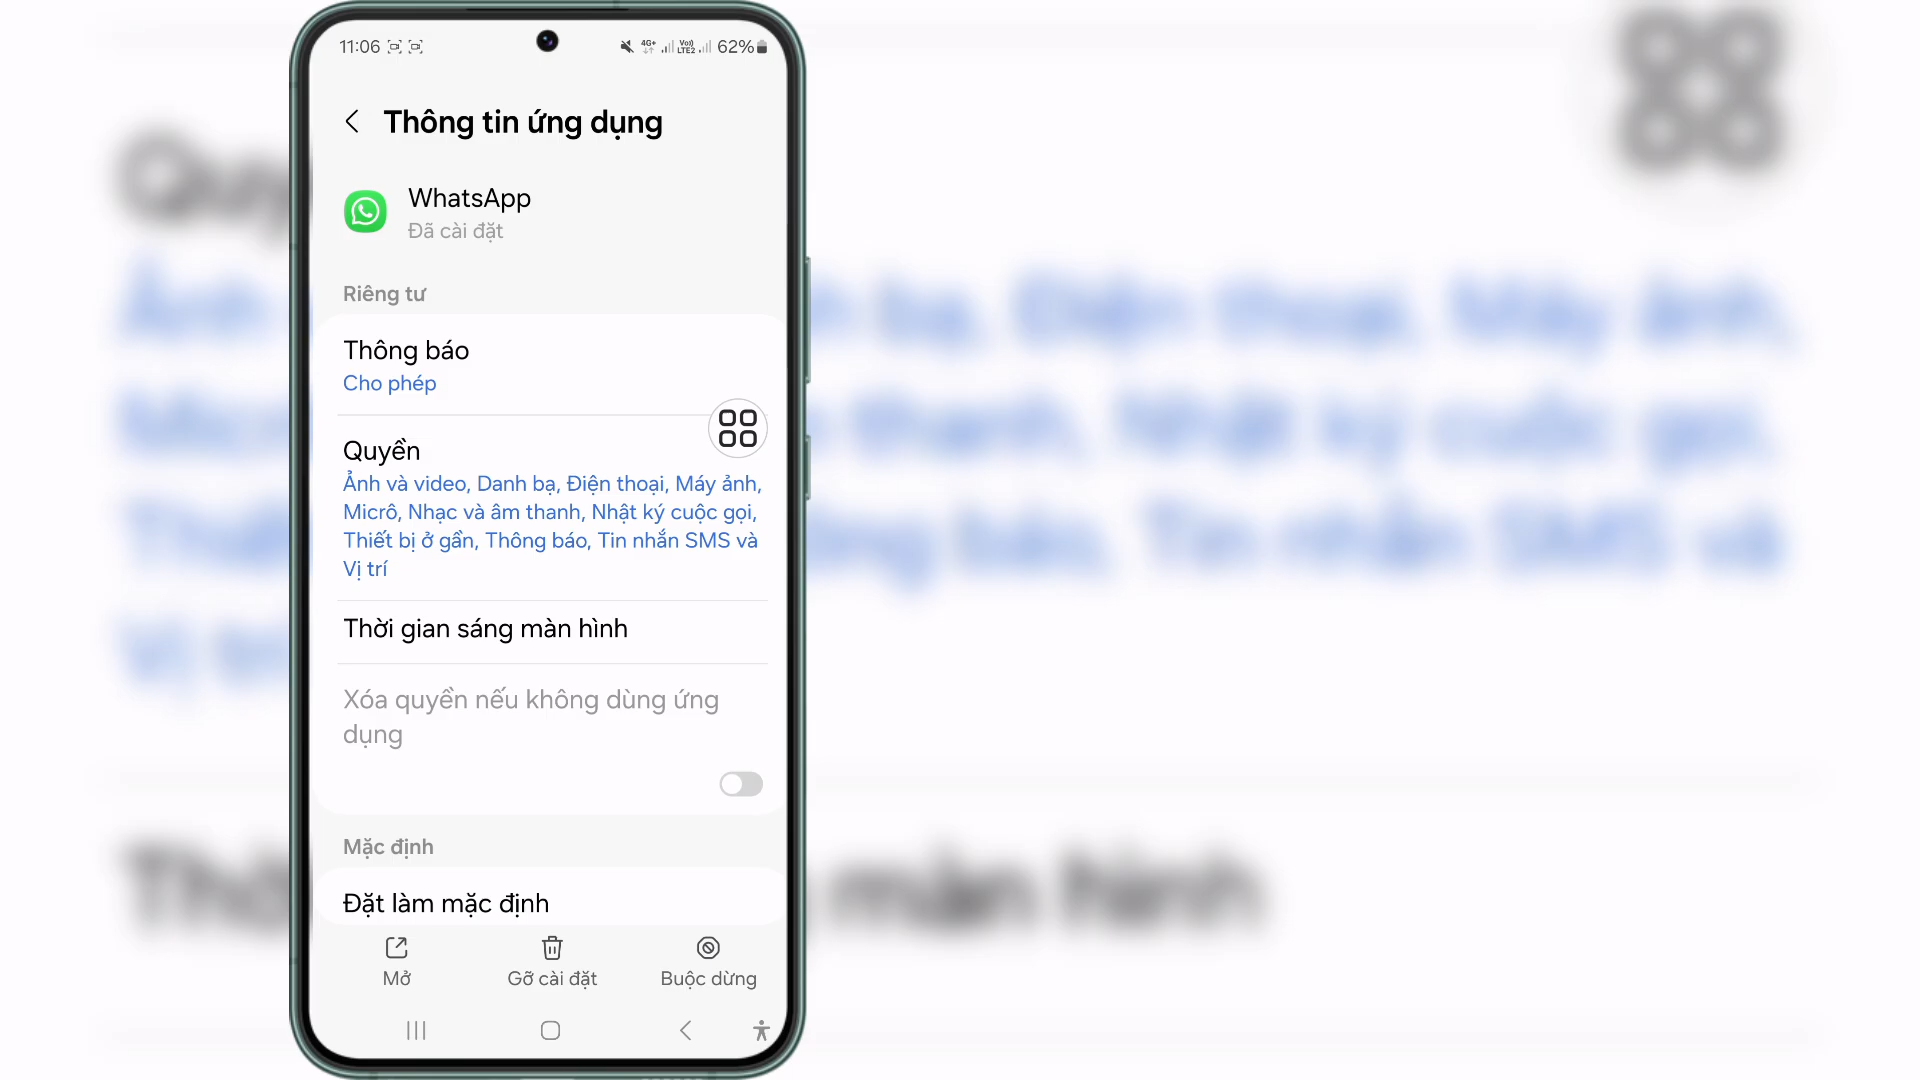 11:06 4G+ Vo)) LTE2 62%
Thông tin ứng dụng
WhatsApp
Đã cài đặt
Riêng tư
Thông báo
Cho phép
Quyền
Ảnh và video, Danh bạ, Điện thoại, Máy ảnh,
Micrô, Nhạc và âm thanh, Nhật ký cuộc gọi,
Thiết bị ở gần, Thông báo, Tin nhắn SMS và
Vị trí
Thời gian sáng màn hình
Xóa quyền nếu không dùng ứng
dụng
Mặc định
Đặt làm mặc định
Mở Gỡ cài đặt Buộc dừng